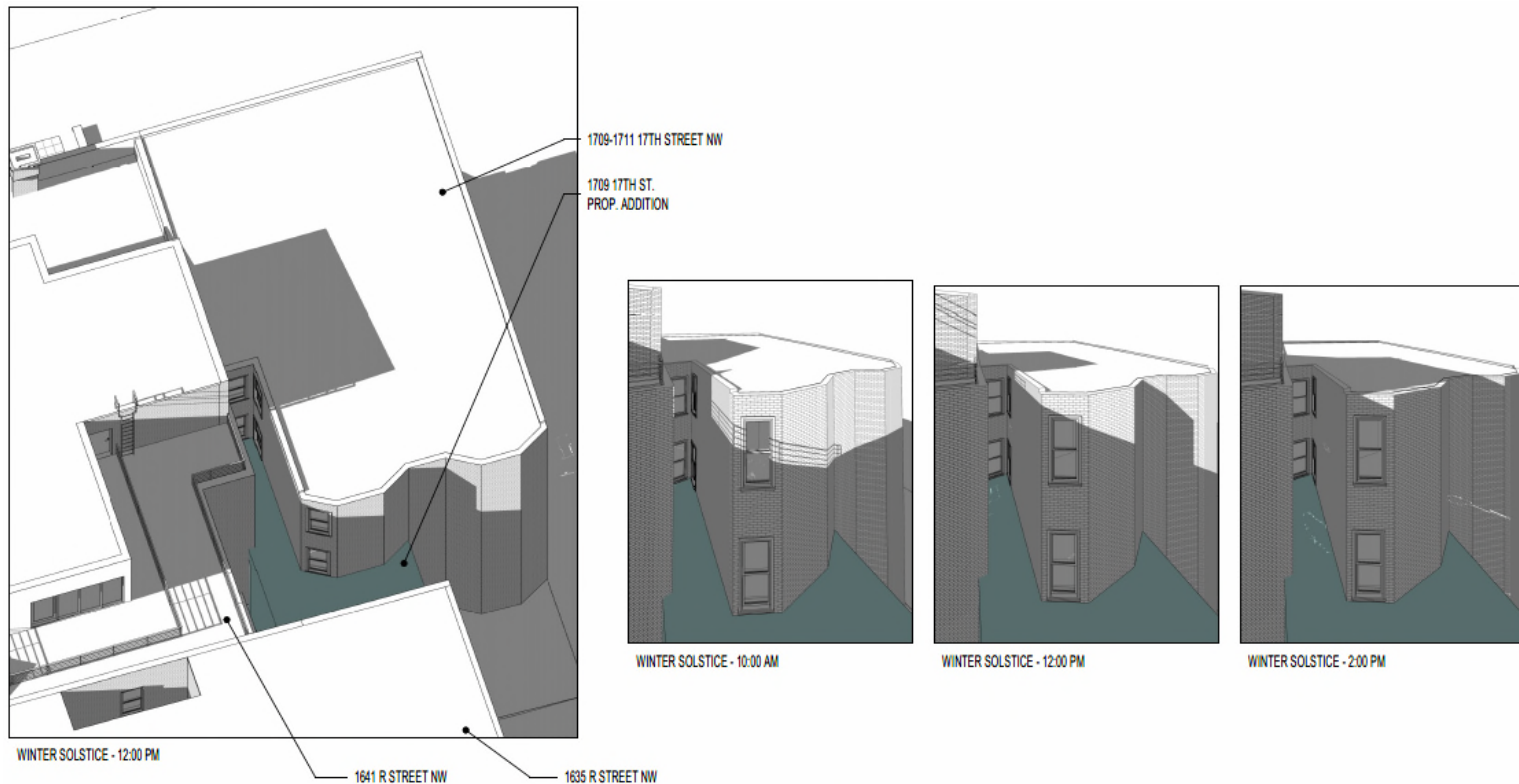 1709-1711 17TH STREET NW
1709 17TH ST.
PROP. ADDITION
WINTER SOLSTICE - 10:00 AM
WINTER SOLSTICE - 12:00 PM
WINTER SOLSTICE - 2:00 PM
WINTER SOLSTICE - 12:00 PM
1641 R STREET NW
1635 R STREET NW